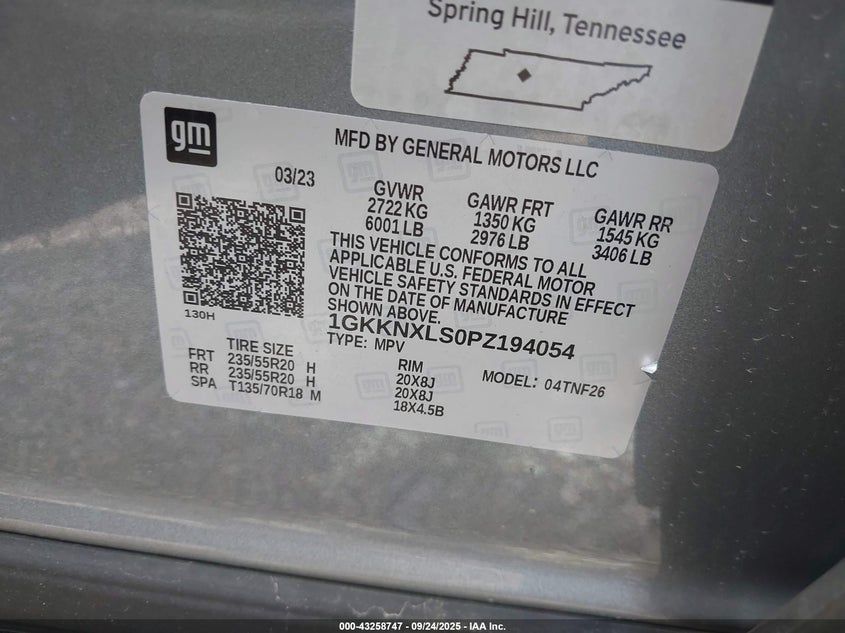 Spring Hill, Tennessee
gm
MFD BY GENERAL MOTORS LLC
03/23
GVWR
2722 KG
6001 LB
GAWR FRT
1350 KG
2976 LB
GAWR RR
1545 KG
3406 LB
THIS VEHICLE CONFORMS TO ALL
APPLICABLE U.S. FEDERAL MOTOR
VEHICLE SAFETY STANDARDS IN EFFECT
ON THE DATE OF MANUFACTURE
SHOWN ABOVE.
130H
1GKKNXLS0PZ194054
TYPE: MPV
MODEL: 04TNF26
TIRE SIZE
RIM
FRT 235/55R20 H 20X8J
RR 235/55R20 H 20X8J
SPA T135/70R18 M 18X4.5B
000-43258747 - 09/24/2025 - IAA Inc.